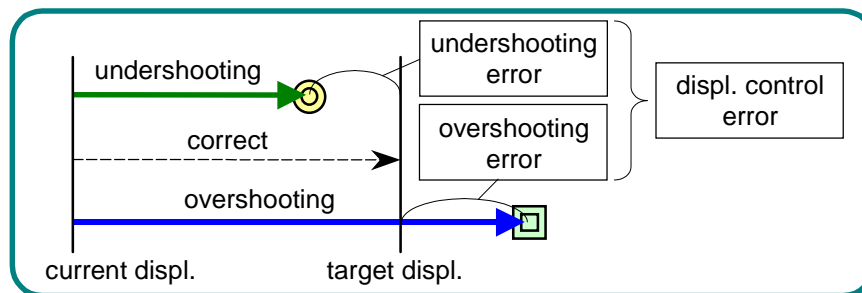 undershooting
undershooting
error
displ. control
error
correct
overshooting
error
overshooting
current displ.
target displ.